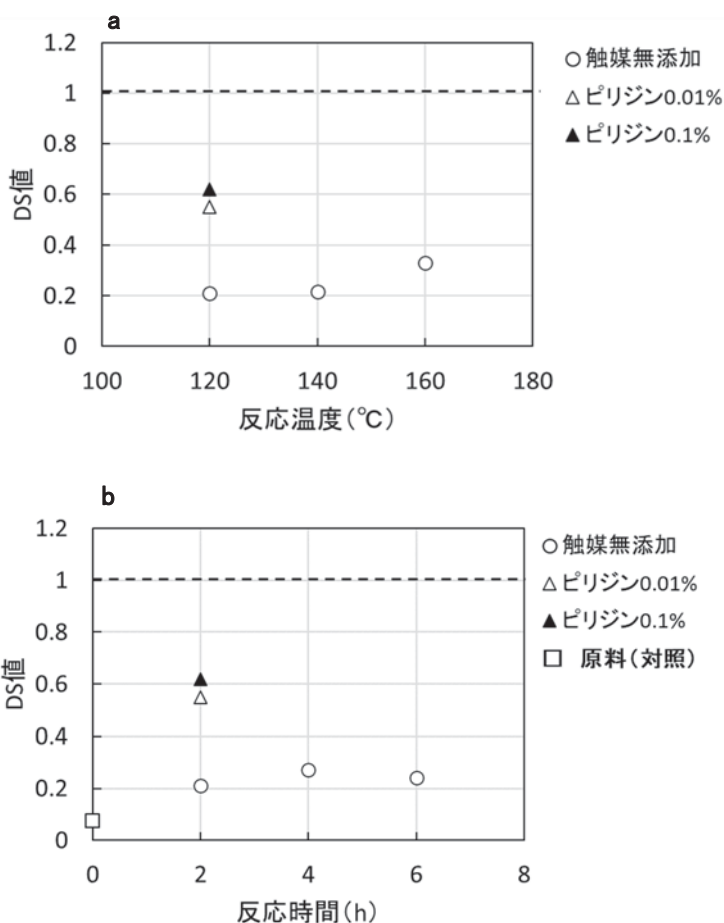 a
1.2
1
0.8
0.6
0.4
0.2
0
DS値
100 120 140 160 180
反応温度(℃)
○触媒無添加
△ピリジン0.01%
▲ピリジン0.1%
b
1.2
1
0.8
0.6
0.4
0.2
0
DS値
0 2 4 6 8
反応時間(h)
○触媒無添加
△ピリジン0.01%
▲ピリジン0.1%
□ 原料(対照)